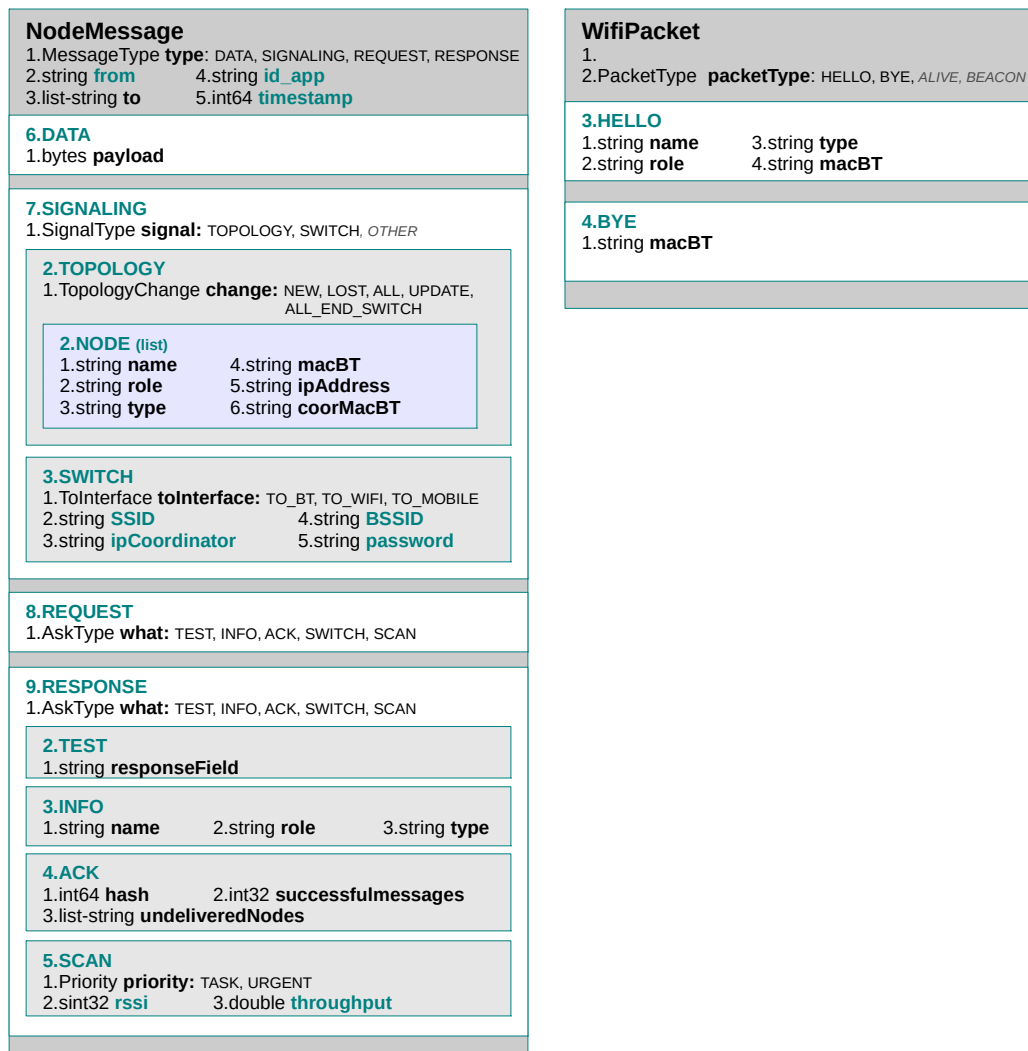 NodeMessage
1.MessageType type: DATA, SIGNALING, REQUEST, RESPONSE
2.string from 4.string id_app
3.list-string to 5.int64 timestamp
6.DATA
1.bytes payload
7.SIGNALING
1.SignalType signal: TOPOLOGY, SWITCH, OTHER
2.TOPOLOGY
1.TopologyChange change: NEW, LOST, ALL, UPDATE,
ALL_END_SWITCH
2.NODE (list)
1.string name 4.string macBT
2.string role 5.string ipAddress
3.string type 6.string coorMacBT
3.SWITCH
1.ToInterface toInterface: TO_BT, TO_WIFI, TO_MOBILE
2.string SSID 4.string BSSID
3.string ipCoordinator 5.string password
8.REQUEST
1.AskType what: TEST, INFO, ACK, SWITCH, SCAN
9.RESPONSE
1.AskType what: TEST, INFO, ACK, SWITCH, SCAN
2.TEST
1.string responseField
3.INFO
1.string name 2.string role 3.string type
4.ACK
1.int64 hash 2.int32 successfulmessages
3.list-string undeliveredNodes
5.SCAN
1.Priority priority: TASK, URGENT
2.sint32 rssi 3.double throughput
WifiPacket
1.
2.PacketType packetType: HELLO, BYE, ALIVE, BEACON
3.HELLO
1.string name 3.string type
2.string role 4.string macBT
4.BYE
1.string macBT